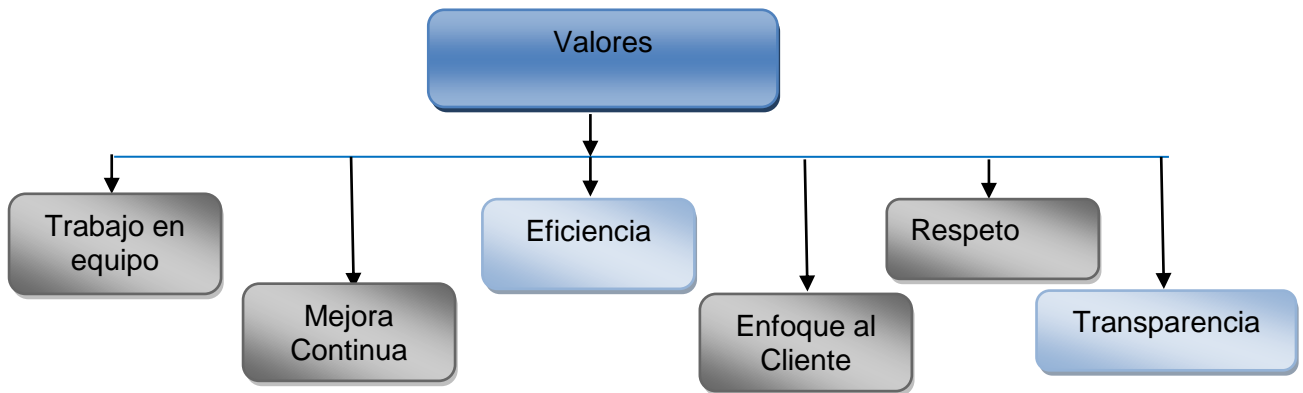 Valores
Trabajo en
equipo
Mejora
Continua
Eficiencia
Enfoque al
Cliente
Respeto
Transparencia